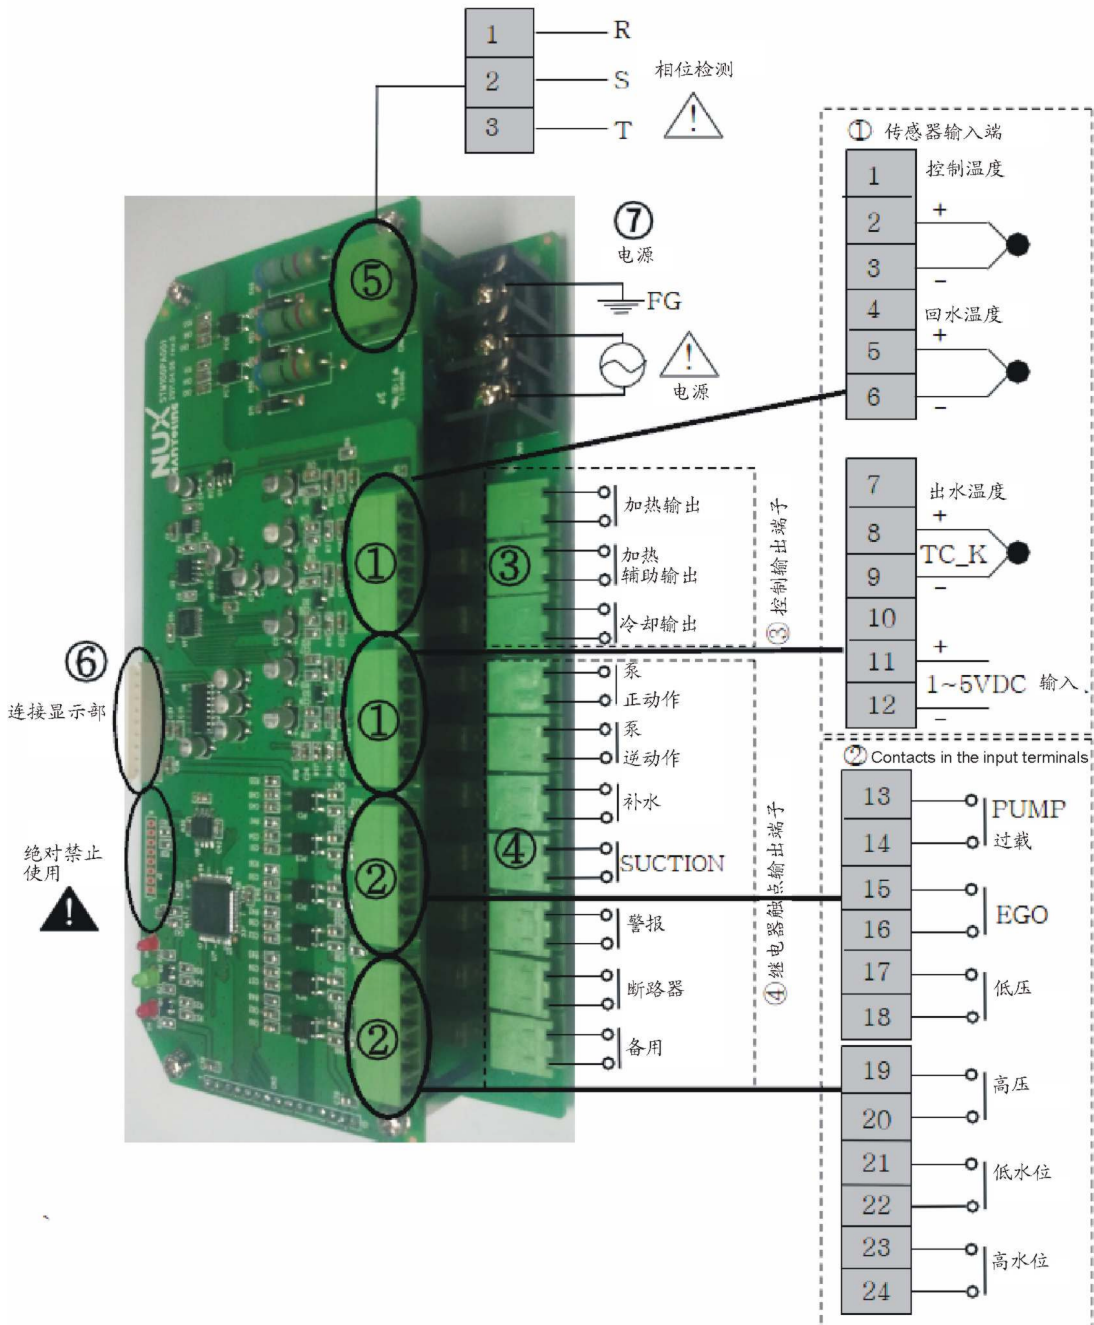 1
R
2
S
相位检测
3
T
⑦
电源
FG
电源
⑤
NUX
① 传感器输入端
1
控制温度
2
+
3
−
4
回水温度
5
+
6
−
7
出水温度
8
+
TC_K
9
−
10
11
+
1~5VDC 输入
12
−
①
①
②
②
③
加热输出
加热
辅助输出
冷却输出
③ 控制输出端子
④
泵
正动作
泵
逆动作
补水
SUCTION
警报
断路器
备用
④ 继电器触点输出端子
⑥
连接显示部
绝对禁止
使用
② Contacts in the input terminals
13
PUMP
14
过载
15
EGO
16
17
低压
18
19
高压
20
21
低水位
22
23
高水位
24